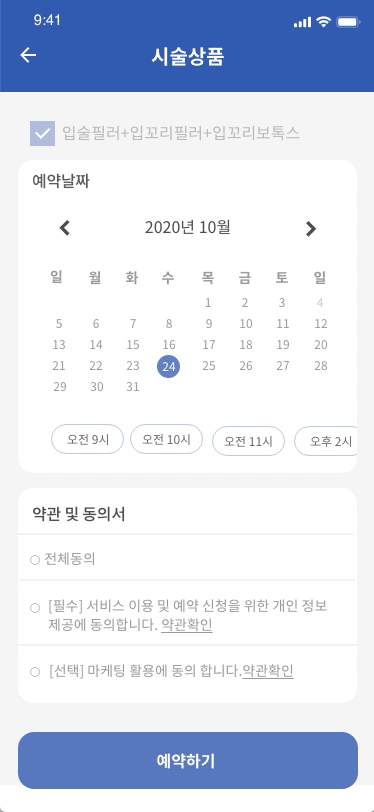 9:41
시술상품
입술필러+입꼬리필러+입꼬리보톡스
예약날짜
2020년 10월
일 월 화 수 목 금 토 일
1 2 3 4
5 6 7 8 9 10 11 12
13 14 15 16 17 18 19 20
21 22 23 24 25 26 27 28
29 30 31
오전 9시 오전 10시 오전 11시 오후 2시
약관 및 동의서
전체동의
[필수] 서비스 이용 및 예약 신청을 위한 개인 정보
제공에 동의합니다. 약관확인
[선택] 마케팅 활용에 동의 합니다.약관확인
예약하기